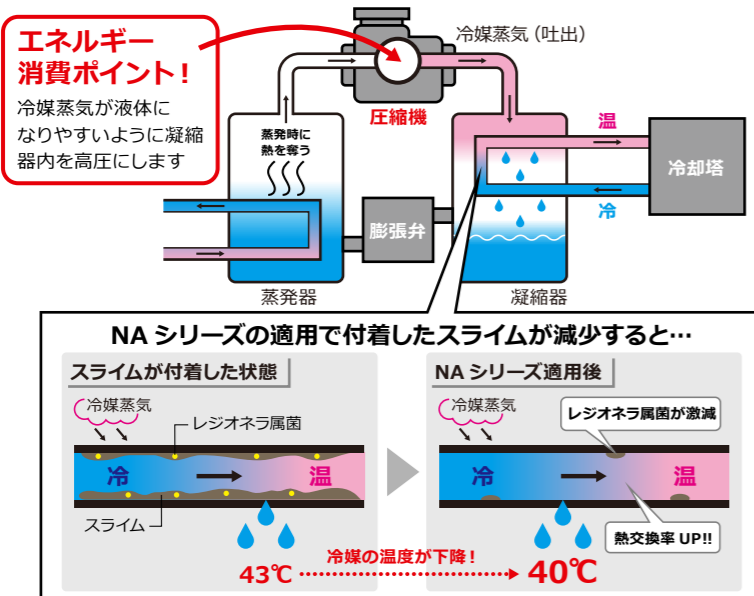 エネルギー
消費ポイント！
冷媒蒸気が液体に
なりやすいように凝縮
器内を高圧にします
冷媒蒸気（吐出）
圧縮機
蒸発時に
熱を奪う
温
冷却塔
冷
膨張弁
蒸発器
凝縮器
NA シリーズの適用で付着したスライムが減少すると…
スライムが付着した状態
冷媒蒸気
レジオネラ属菌
冷
温
スライム
43℃
冷媒の温度が下降！
40℃
NA シリーズ適用後
冷媒蒸気
レジオネラ属菌が激減
冷
温
熱交換率 UP!!